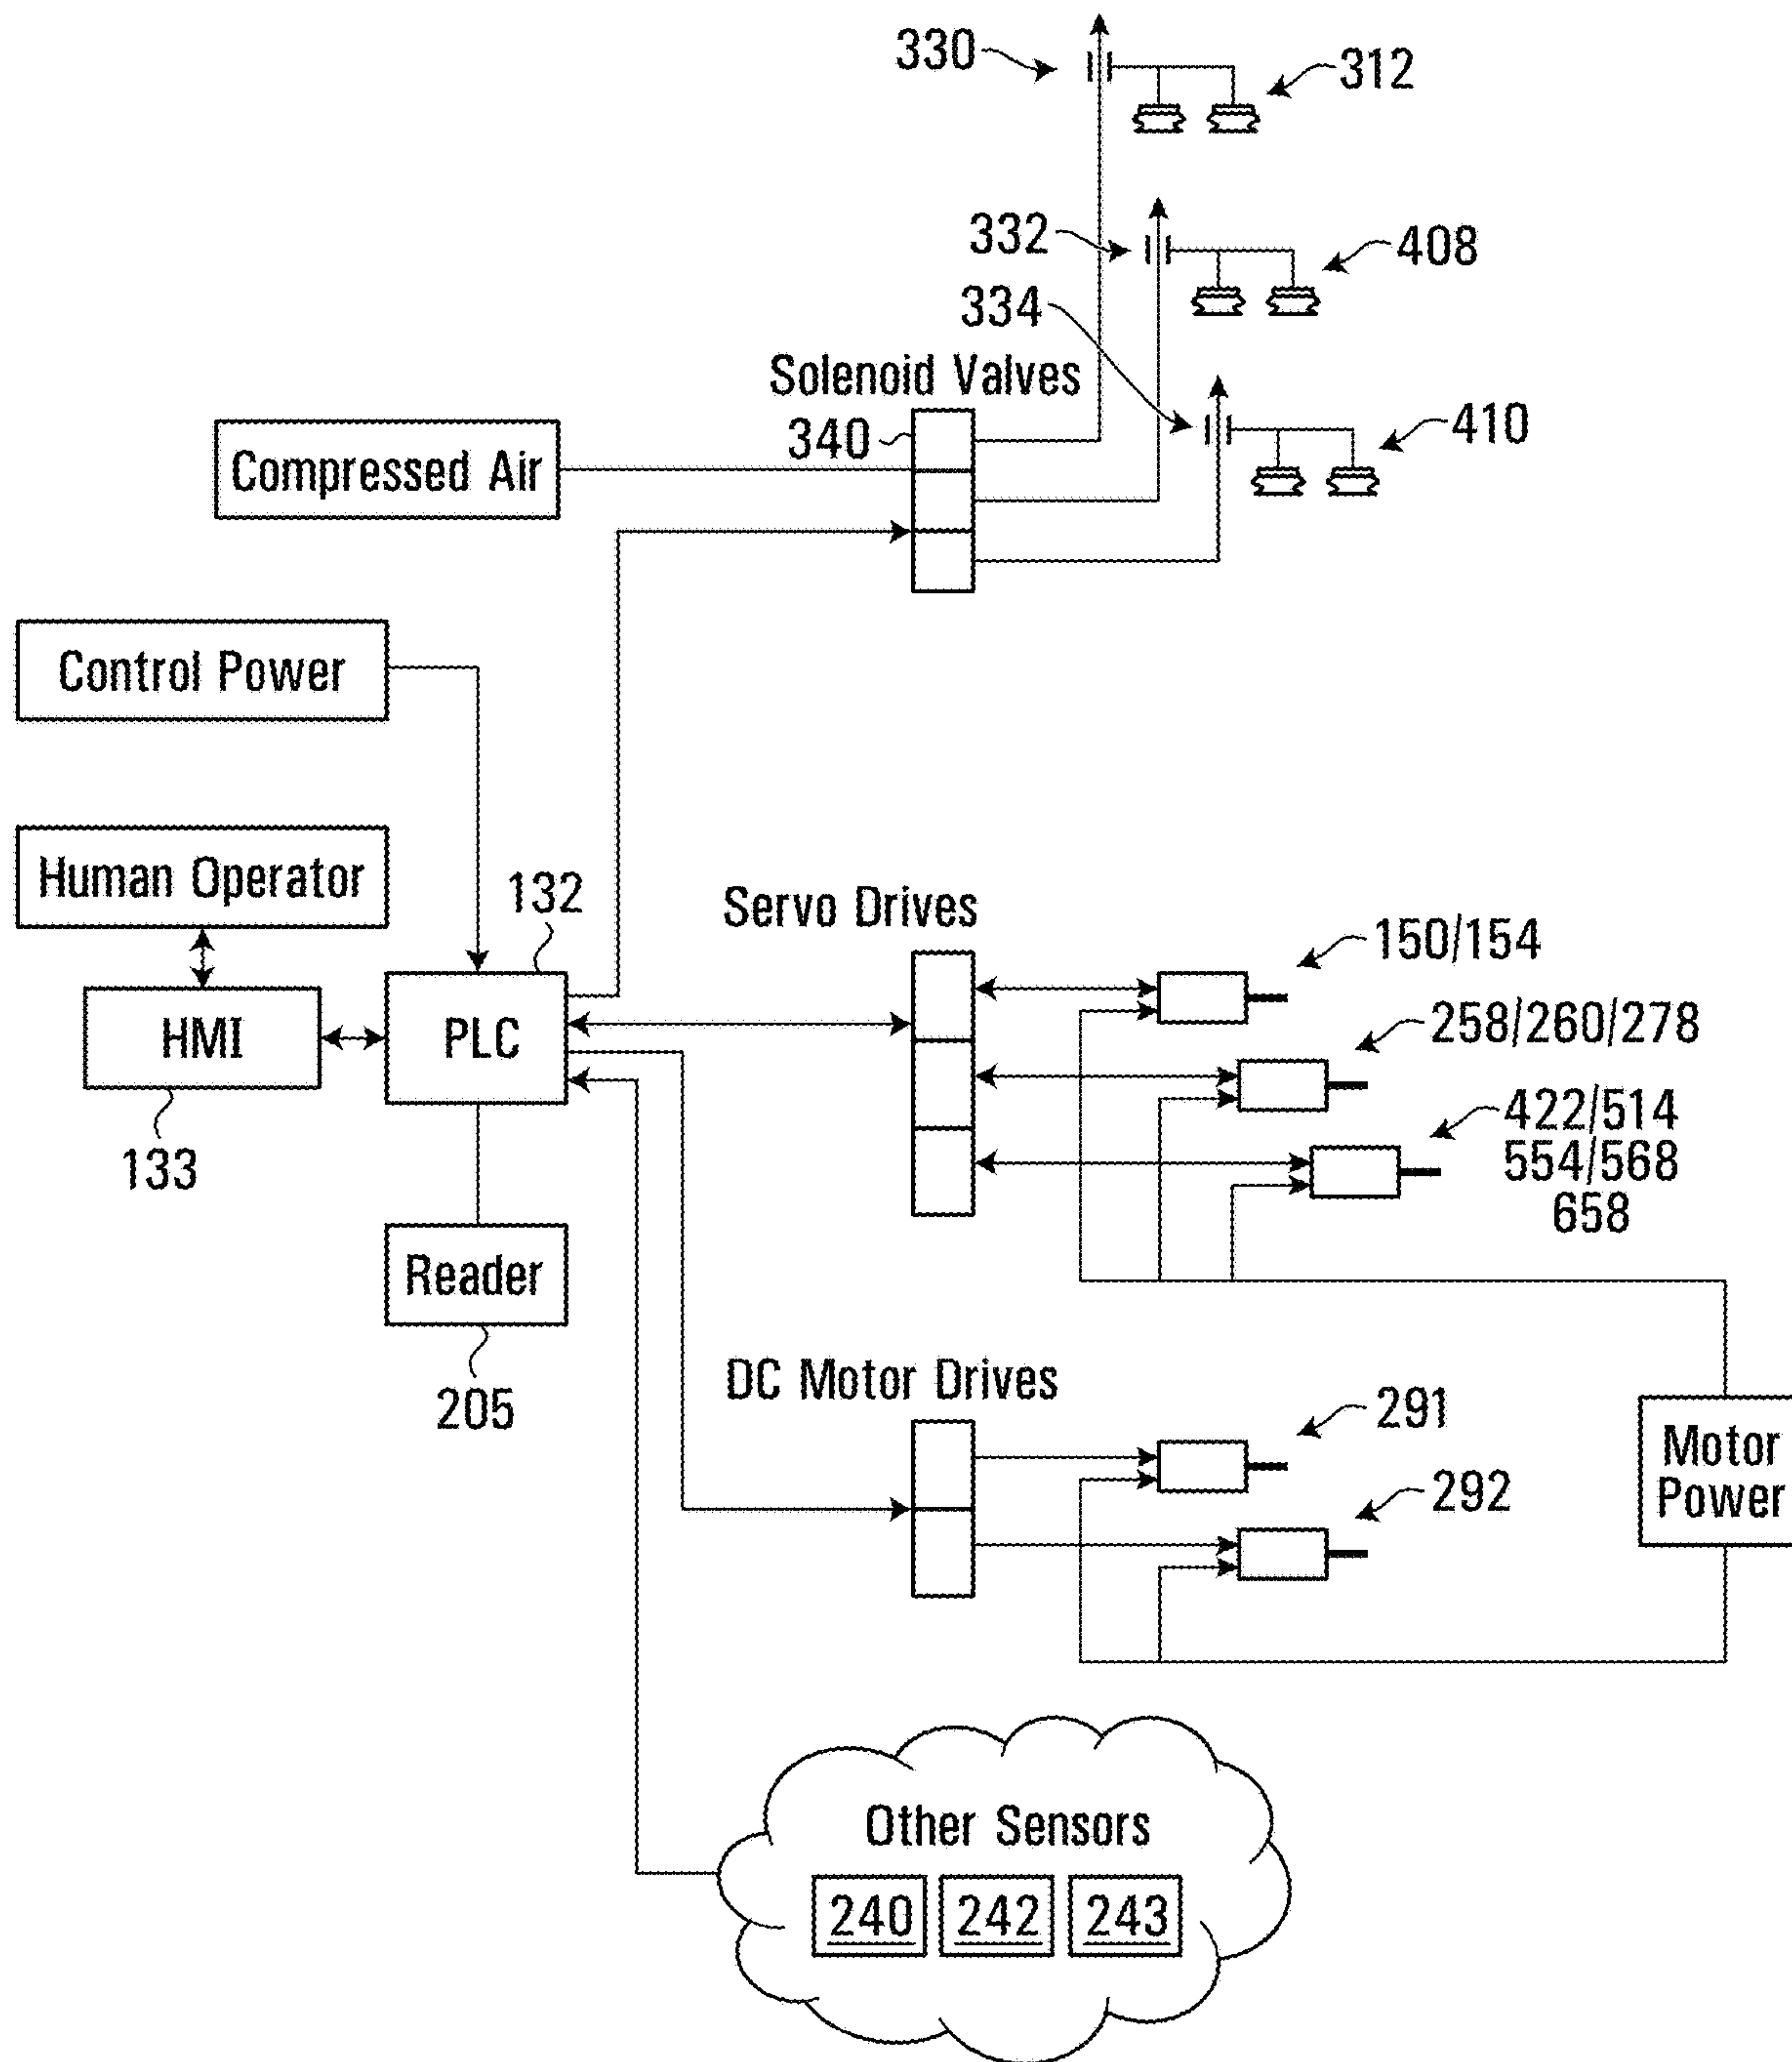 330
312
332
408
334
Solenoid Valves
340
410
Compressed Air
Control Power
Human Operator
132
Servo Drives
150/154
HMI
PLC
258/260/278
133
422/514
554/568
658
Reader
205
DC Motor Drives
291
Motor
Power
292
Other Sensors
240 242 243